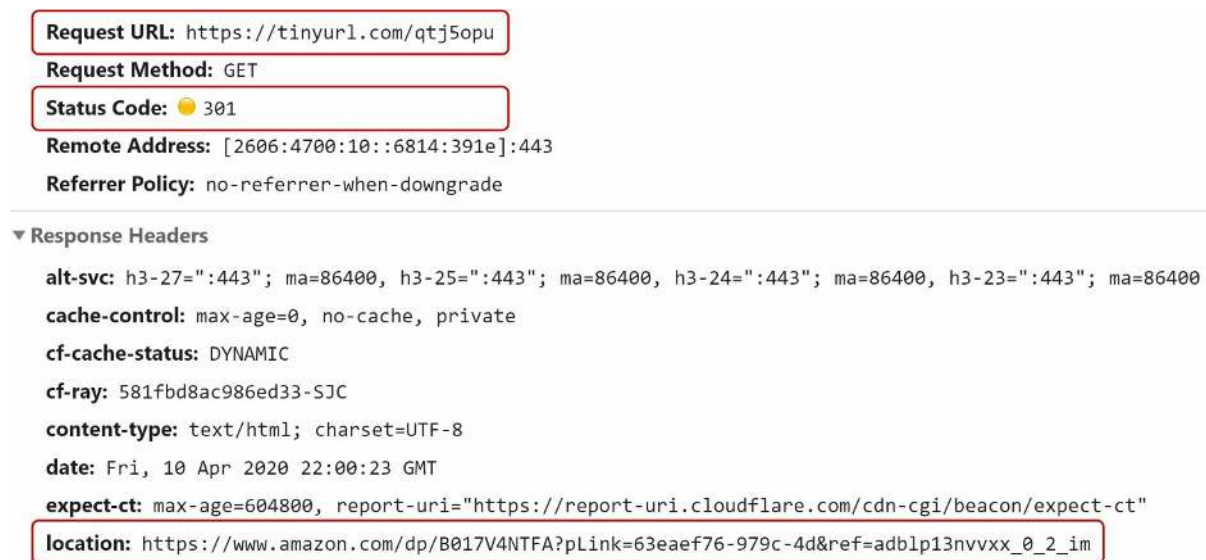 Request URL: https://tinyurl.com/qtj5opu
Request Method: GET
Status Code: 301
Remote Address: [2606:4700:10::6814:391e]:443
Referrer Policy: no-referrer-when-downgrade
Response Headers
alt-svc: h3-27=":443"; ma=86400, h3-25=":443"; ma=86400, h3-24=":443"; ma=86400, h3-23=":443"; ma=86400
cache-control: max-age=0, no-cache, private
cf-cache-status: DYNAMIC
cf-ray: 581fbd8ac986ed33-SJC
content-type: text/html; charset=UTF-8
date: Fri, 10 Apr 2020 22:00:23 GMT
expect-ct: max-age=604800, report-uri="https://report-uri.cloudflare.com/cdn-cgi/beacon/expect-ct"
location: https://www.amazon.com/dp/B017V4NTFA?pLink=63eaef76-979c-4d&ref=adblp13nvvxx_0_2_im